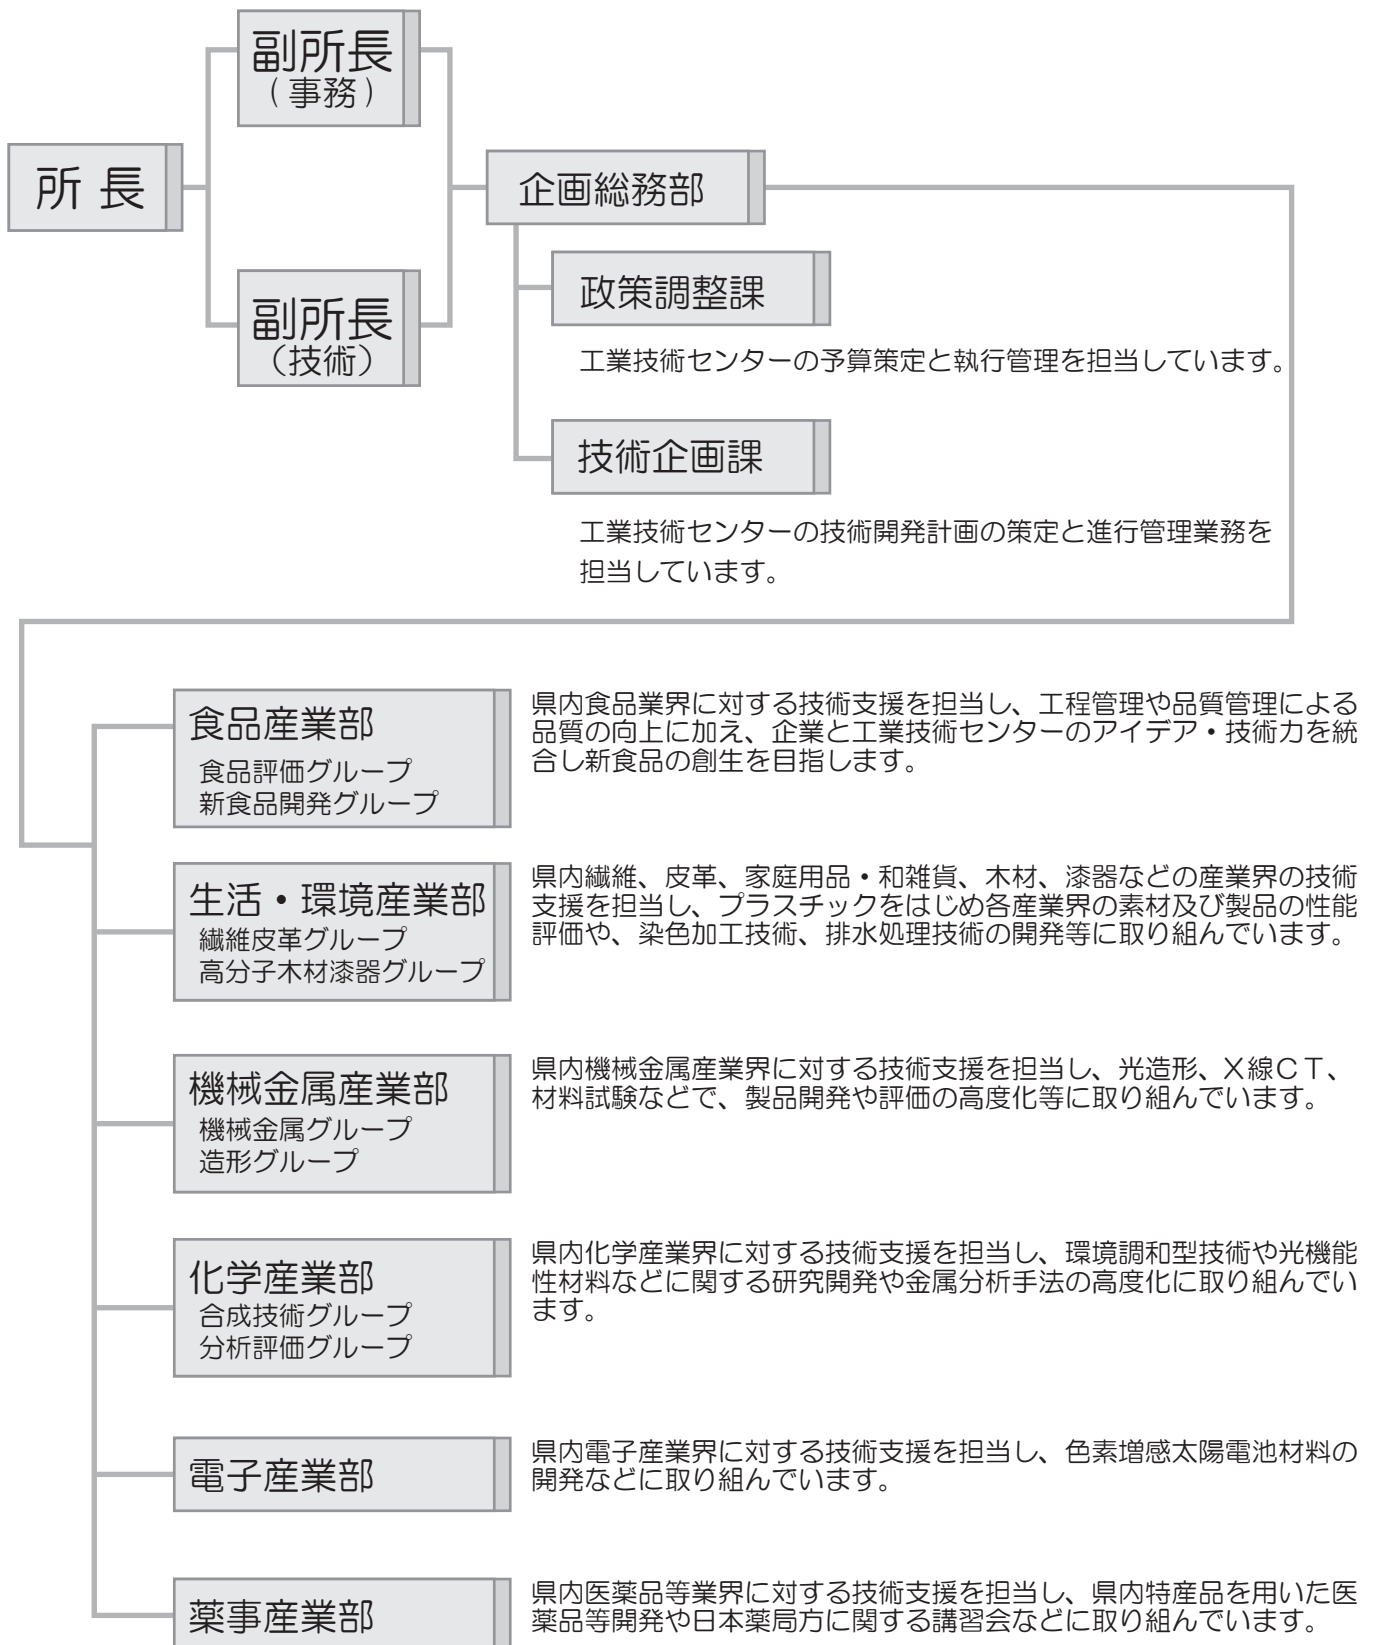 副所長
(事務)
所 長
企画総務部
政策調整課
副所長
(技術)
工業技術センターの予算策定と執行管理を担当しています。
技術企画課
工業技術センターの技術開発計画の策定と進行管理業務を
担当しています。
食品産業部
食品評価グループ
新食品開発グループ
県内食品業界に対する技術支援を担当し、工程管理や品質管理による
品質の向上に加え、企業と工業技術センターのアイデア・技術力を統
合し新食品の創生を目指します。
生活・環境産業部
繊維皮革グループ
高分子木材漆器グループ
県内繊維、皮革、家庭用品・和雑貨、木材、漆器などの産業界の技術
支援を担当し、プラスチックをはじめ各産業界の素材及び製品の性能
評価や、染色加工技術、排水処理技術の開発等に取り組んでいます。
機械金属産業部
機械金属グループ
造形グループ
県内機械金属産業界に対する技術支援を担当し、光造形、X線CT、
材料試験などで、製品開発や評価の高度化等に取り組んでいます。
化学産業部
合成技術グループ
分析評価グループ
県内化学産業界に対する技術支援を担当し、環境調和型技術や光機能
性材料などに関する研究開発や金属分析手法の高度化に取り組んでい
ます。
電子産業部
県内電子産業界に対する技術支援を担当し、色素増感太陽電池材料の
開発などに取り組んでいます。
薬事産業部
県内医薬品等業界に対する技術支援を担当し、県内特産品を用いた医
薬品等開発や日本薬局方に関する講習会などに取り組んでいます。